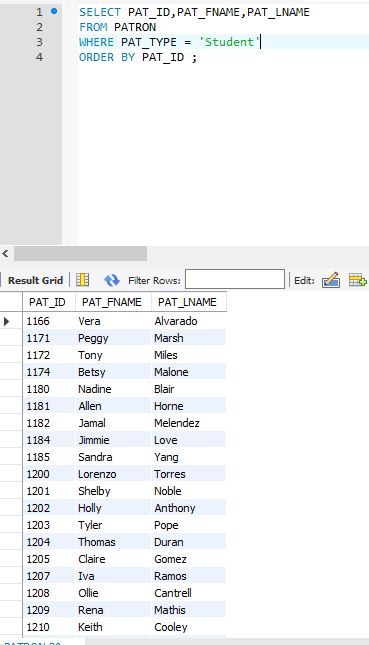 1 SELECT PAT_ID,PAT_FNAME,PAT_LNAME
2 FROM PATRON
3 WHERE PAT_TYPE = 'Student'
4 ORDER BY PAT_ID ;
Result Grid Filter Rows: Edit:
PAT_ID PAT_FNAME PAT_LNAME
1166 Vera Alvarado
1171 Peggy Marsh
1172 Tony Miles
1174 Betsy Malone
1180 Nadine Blair
1181 Allen Horne
1182 Jamal Melendez
1184 Jimmie Love
1185 Sandra Yang
1200 Lorenzo Torres
1201 Shelby Noble
1202 Holly Anthony
1203 Tyler Pope
1204 Thomas Duran
1205 Claire Gomez
1207 Iva Ramos
1208 Ollie Cantrell
1209 Rena Mathis
1210 Keith Cooley